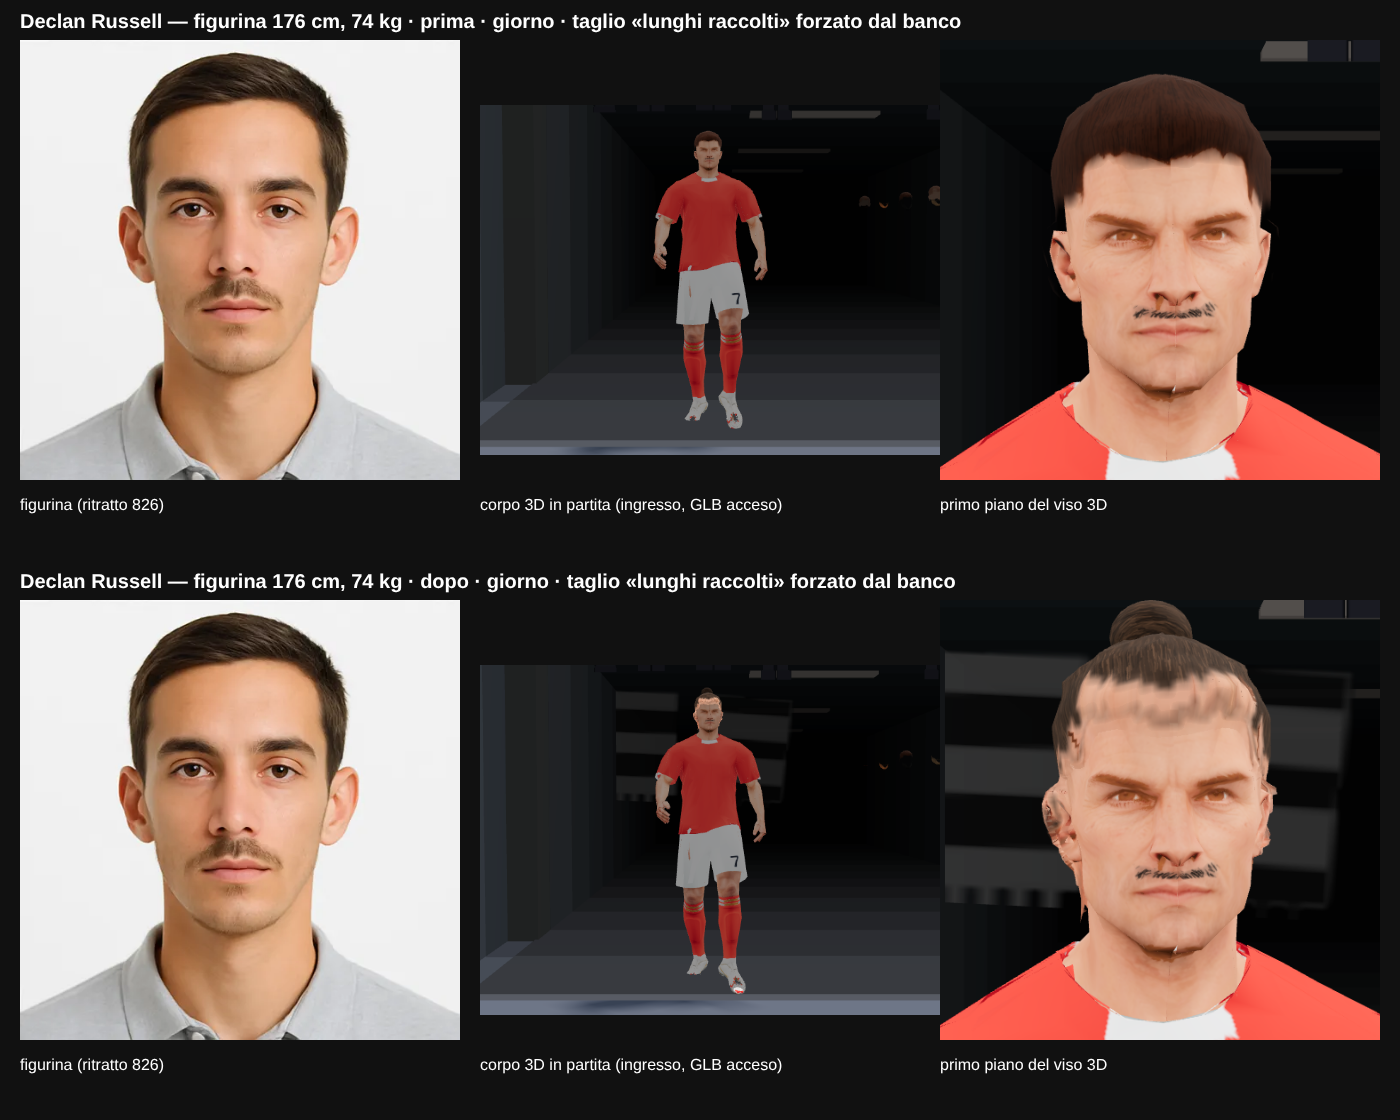 Declan Russell — figurina 176 cm, 74 kg · prima · giorno · taglio «lunghi raccolti» forzato dal banco
7
figurina (ritratto 826)
corpo 3D in partita (ingresso, GLB acceso)
primo piano del viso 3D
Declan Russell — figurina 176 cm, 74 kg · dopo · giorno · taglio «lunghi raccolti» forzato dal banco
7
figurina (ritratto 826)
corpo 3D in partita (ingresso, GLB acceso)
primo piano del viso 3D